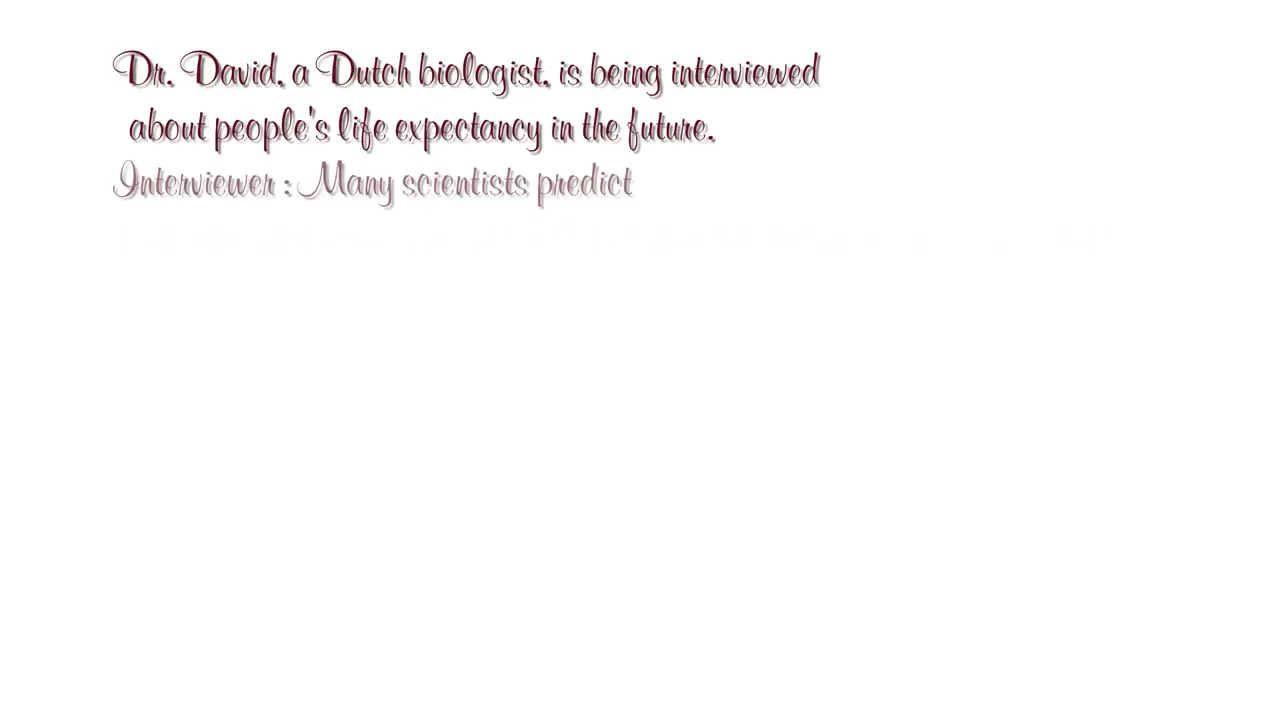 Dr. David, a Dutch biologist, is being interviewed
about people's life expectancy in the future.
Interviewer : Many scientists predict